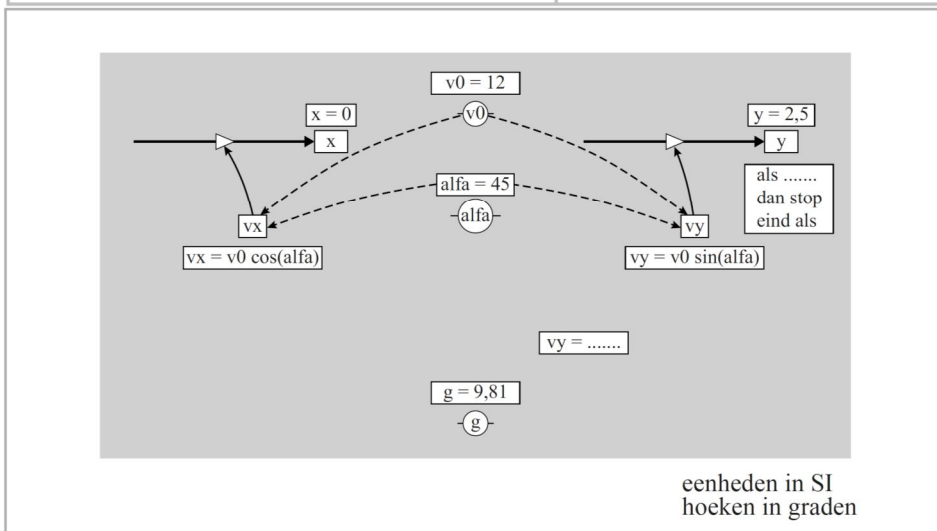 v0 = 12
x = 0
v0
y = 2,5
x
y
alfa = 45
als .......
dan stop
eind als
alfa
vx
vy
vx = v0 cos(alfa)
vy = v0 sin(alfa)
vy = .......
g = 9,81
g
eenheden in SI
hoeken in graden